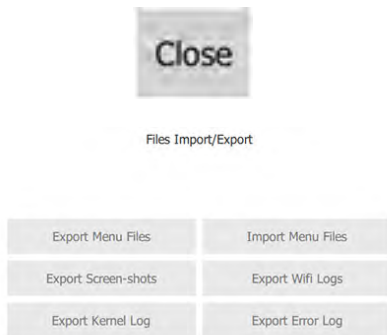 Close
Files Import/Export
Export Menu Files
Import Menu Files
Export Screen-shots
Export Wifi Logs
Export Kernel Log
Export Error Log